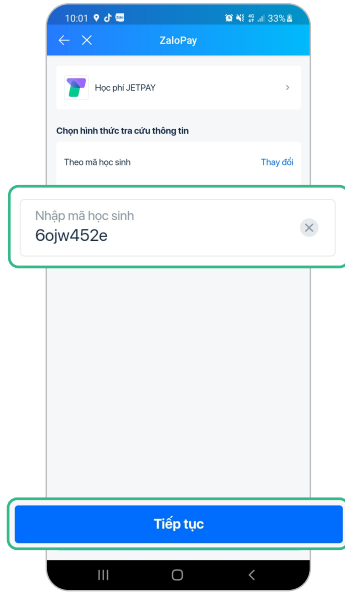 10:01
33%
ZaloPay
Học phí JETPAY
Chọn hình thức tra cứu thông tin
Theo mã học sinh Thay đổi
Nhập mã học sinh
6ojw452e
Tiếp tục